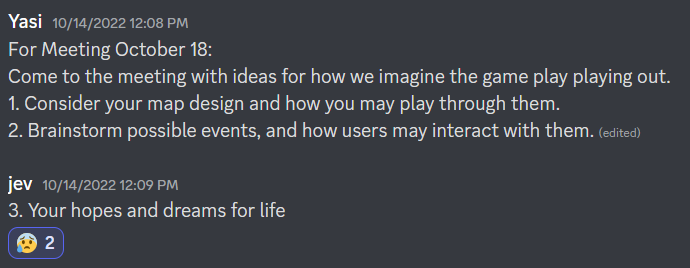 Yasi 10/14/2022 12:08 PM
For Meeting October 18:
Come to the meeting with ideas for how we imagine the game play playing out.
1. Consider your map design and how you may play through them.
2. Brainstorm possible events, and how users may interact with them. (edited)
jev 10/14/2022 12:09 PM
3. Your hopes and dreams for life
😰 2